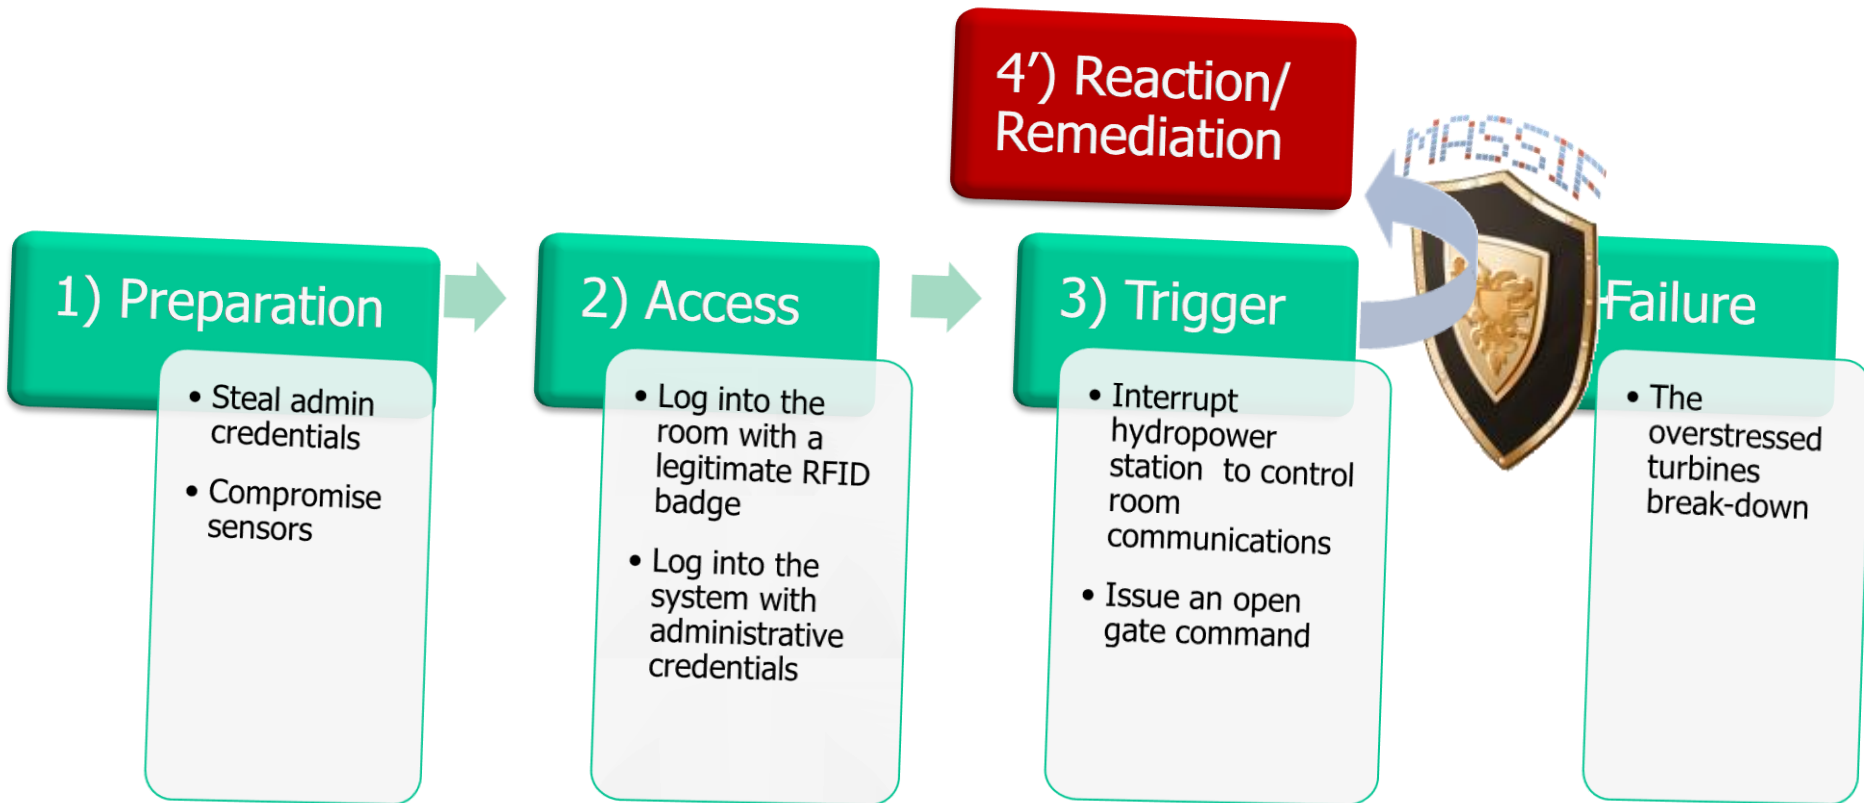 4’) Reaction/
Remediation
MASSIF
1) Preparation
• Steal admin
credentials
• Compromise
sensors
2) Access
• Log into the
room with a
legitimate RFID
badge
• Log into the
system with
administrative
credentials
3) Trigger
• Interrupt
hydropower
station  to control
room
communications
• Issue an open
gate command
Failure
• The
overstressed
turbines
break-down